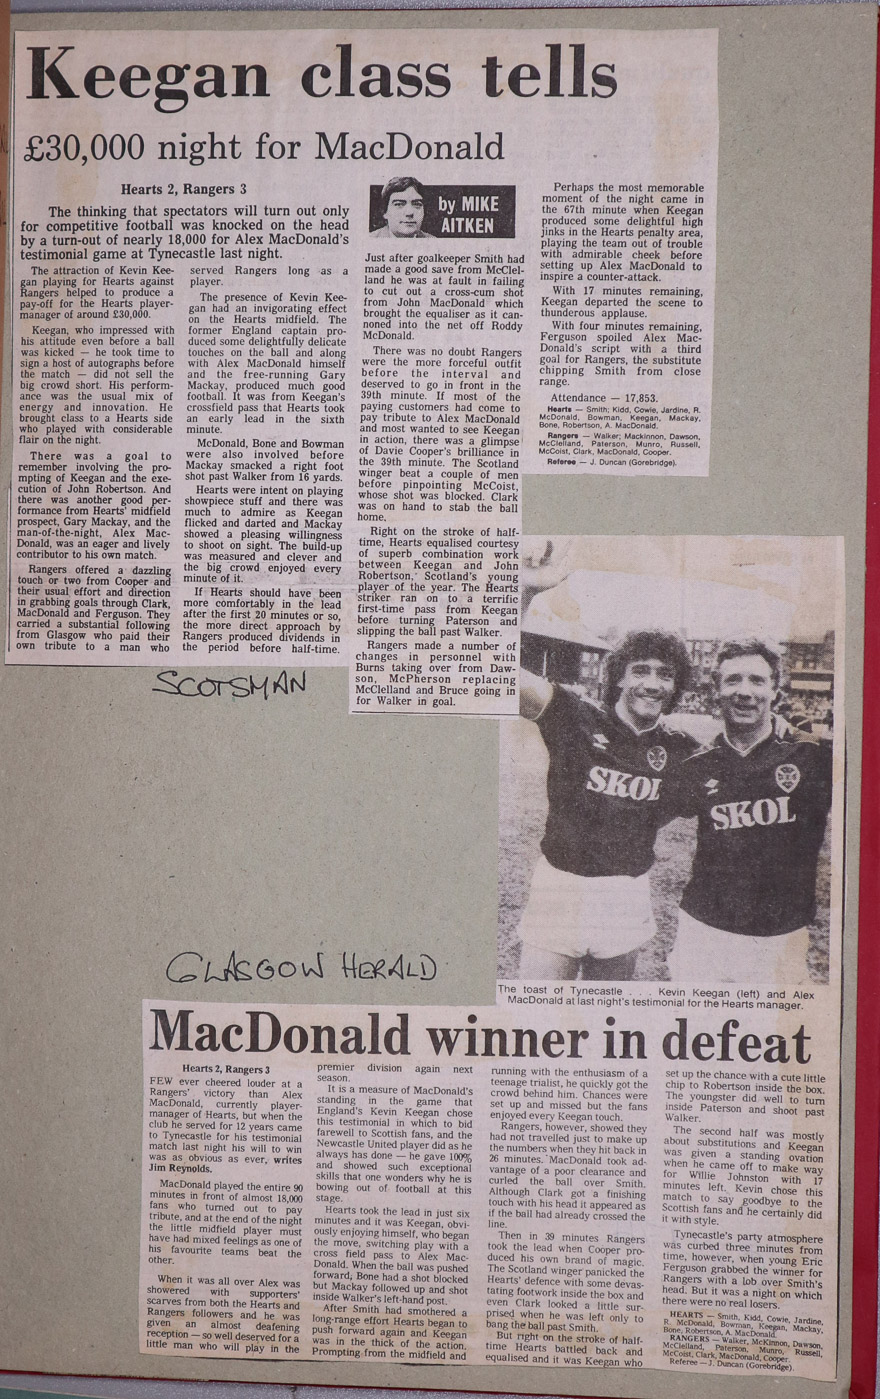 Keegan class tells
£30,000 night for MacDonald
Hearts 2, Rangers 3
The thinking that spectators will turn out only
for competitive football was knocked on the head
by a turn-out of nearly 18,000 for Alex MacDonald's
testimonial game at Tynecastle last night.
The attraction of Kevin Kee-
gan playing for Hearts against
Rangers helped to produce a
pay-off for the Hearts player-
manager of around £30,000.
Keegan, who impressed with
his attitude even before a ball
was kicked — he took time to
sign a host of autographs before
the match — did not sell the
big crowd short. His perform-
ance was the usual mix of
energy and innovation. He
brought class to a Hearts side
who played with considerable
flair on the night.
There was a goal to
remember involving the pro-
mpting of Keegan and the exe-
cution of John Robertson. And
there was another good per-
formance from Hearts' midfield
prospect, Gary Mackay, and the
man-of-the-night, Alex Mac-
Donald, was an eager and lively
contributor to his own match.
Rangers offered a dazzling
touch or two from Cooper and
their usual effort and direction
in grabbing goals through Clark,
MacDonald and Ferguson. They
carried a substantial following
from Glasgow who paid their
own tribute to a man who
served Rangers long as a
player.
The presence of Kevin Kee-
gan had an invigorating effect
on the Hearts midfield. The
former England captain pro-
duced some delightfully delicate
touches on the ball and along
with Alex MacDonald himself
and the free-running Gary
Mackay, produced much good
football. It was from Keegan's
crossfield pass that Hearts took
an early lead in the sixth
minute.
McDonald, Bone and Bowman
were also involved before
Mackay smacked a right foot
shot past Walker from 16 yards.
Hearts were intent on playing
showpiece stuff and there was
much to admire as Keegan
flicked and darted and Mackay
showed a pleasing willingness
to shoot on sight. The build-up
was measured and clever and
the big crowd enjoyed every
minute of it.
If Hearts should have been
more comfortably in the lead
after the first 20 minutes or so,
the more direct approach by
Rangers produced dividends in
the period before half-time.
by MIKE
AITKEN
Just after goalkeeper Smith had
made a good save from McClel-
land he was at fault in failing
to cut out a cross-cum shot
from John MacDonald which
brought the equaliser as it can-
noned into the net off Roddy
McDonald.
There was no doubt Rangers
were the more forceful outfit
before the interval and
deserved to go in front in the
39th minute. If most of the
paying customers had come to
pay tribute to Alex MacDonald
and most wanted to see Keegan
in action, there was a glimpse
of Davie Cooper's brilliance in
the 39th minute. The Scotland
winger beat a couple of men
before pinpointing McCoist,
whose shot was blocked. Clark
was on hand to stab the ball
home.
Right on the stroke of half-
time, Hearts equalised courtesy
of superb combination work
between Keegan and John
Robertson, Scotland's young
player of the year. The Hearts
striker ran on to a terrific
first-time pass from Keegan
before turning Paterson and
slipping the ball past Walker.
Rangers made a number of
changes in personnel with
Burns taking over from Daw-
son, McPherson replacing
McClelland and Bruce going in
for Walker in goal.
Perhaps the most memorable
moment of the night came in
the 67th minute when Keegan
produced some delightful high
jinks in the Hearts penalty area,
playing the team out of trouble
with admirable cheek before
setting up Alex MacDonald to
inspire a counter-attack.
With 17 minutes remaining,
Keegan departed the scene to
thunderous applause.
With four minutes remaining,
Ferguson spoiled Alex Mac-
Donald's script with a third
goal for Rangers, the substitute
chipping Smith from close
range.
Attendance — 17,853.
Hearts — Smith; Kidd, Cowie, Jardine, R.
McDonald, Bowman, Keegan, Mackay,
Bone, Robertson, A. MacDonald.
Rangers — Walker; Mackinnon, Dawson,
McClelland, Paterson, Munro, Russell,
McCoist, Clark, MacDonald, Cooper.
Referee — J. Duncan (Gorebridge).
SCOTSMAN
SKOL
SKOL
The toast of Tynecastle . . . Kevin Keegan (left) and Alex
MacDonald at last night's testimonial for the Hearts manager.
GLASGOW HERALD
MacDonald winner in defeat
Hearts 2, Rangers 3
FEW ever cheered louder at a
Rangers' victory than Alex
MacDonald, currently player-
manager of Hearts, but when the
club he served for 12 years came
to Tynecastle for his testimonial
match last night his will to win
was as obvious as ever, writes
Jim Reynolds.
MacDonald played the entire 90
minutes in front of almost 18,000
fans who turned out to pay
tribute, and at the end of the night
the little midfield player must
have had mixed feelings as one of
his favourite teams beat the
other.
When it was all over Alex was
showered with supporters'
scarves from both the Hearts and
Rangers followers and he was
given an almost deafening
reception — so well deserved for a
little man who will play in the
premier division again next
season.
It is a measure of MacDonald's
standing in the game that
England's Kevin Keegan chose
this testimonial in which to bid
farewell to Scottish fans, and the
Newcastle United player did as he
always has done — he gave 100%
and showed such exceptional
skills that one wonders why he is
bowing out of football at this
stage.
Hearts took the lead in just six
minutes and it was Keegan, obvi-
ously enjoying himself, who began
the move, switching play with a
cross field pass to Alex Mac-
Donald. When the ball was pushed
forward, Bone had a shot blocked
but Mackay followed up and shot
inside Walker's left-hand post.
After Smith had smothered a
long-range effort Hearts began to
push forward again and Keegan
was in the thick of the action.
Prompting from the midfield and
running with the enthusiasm of a
teenage trialist, he quickly got the
crowd behind him. Chances were
set up and missed but the fans
enjoyed every Keegan touch.
Rangers, however, showed they
had not travelled just to make up
the numbers when they hit back in
26 minutes. MacDonald took ad-
vantage of a poor clearance and
curled the ball over Smith.
Although Clark got a finishing
touch with his head it appeared as
if the ball had already crossed the
line.
Then in 39 minutes Rangers
took the lead when Cooper pro-
duced his own brand of magic.
The Scotland winger panicked the
Hearts' defence with some devas-
tating footwork inside the box and
even Clark looked a little sur-
prised when he was left only to
bang the ball past Smith.
But right on the stroke of half-
time Hearts battled back and
equalised and it was Keegan who
set up the chance with a cute little
chip to Robertson inside the box.
The youngster did well to turn
inside Paterson and shoot past
Walker.
The second half was mostly
about substitutions and Keegan
was given a standing ovation
when he came off to make way
for Willie Johnston with 17
minutes left. Kevin chose this
match to say goodbye to the
Scottish fans and he certainly did
it with style.
Tynecastle's party atmosphere
was curbed three minutes from
time, however, when young Eric
Ferguson grabbed the winner for
Rangers with a lob over Smith's
head. But it was a night on which
there were no real losers.
HEARTS — Smith, Kidd, Cowie, Jardine,
R. McDonald, Bowman, Keegan, Mackay,
Bone, Robertson, A. MacDonald.
RANGERS — Walker, McKinnon, Dawson,
McClelland, Paterson, Munro, Russell,
McCoist, Clark, MacDonald, Cooper.
Referee — J. Duncan (Gorebridge).